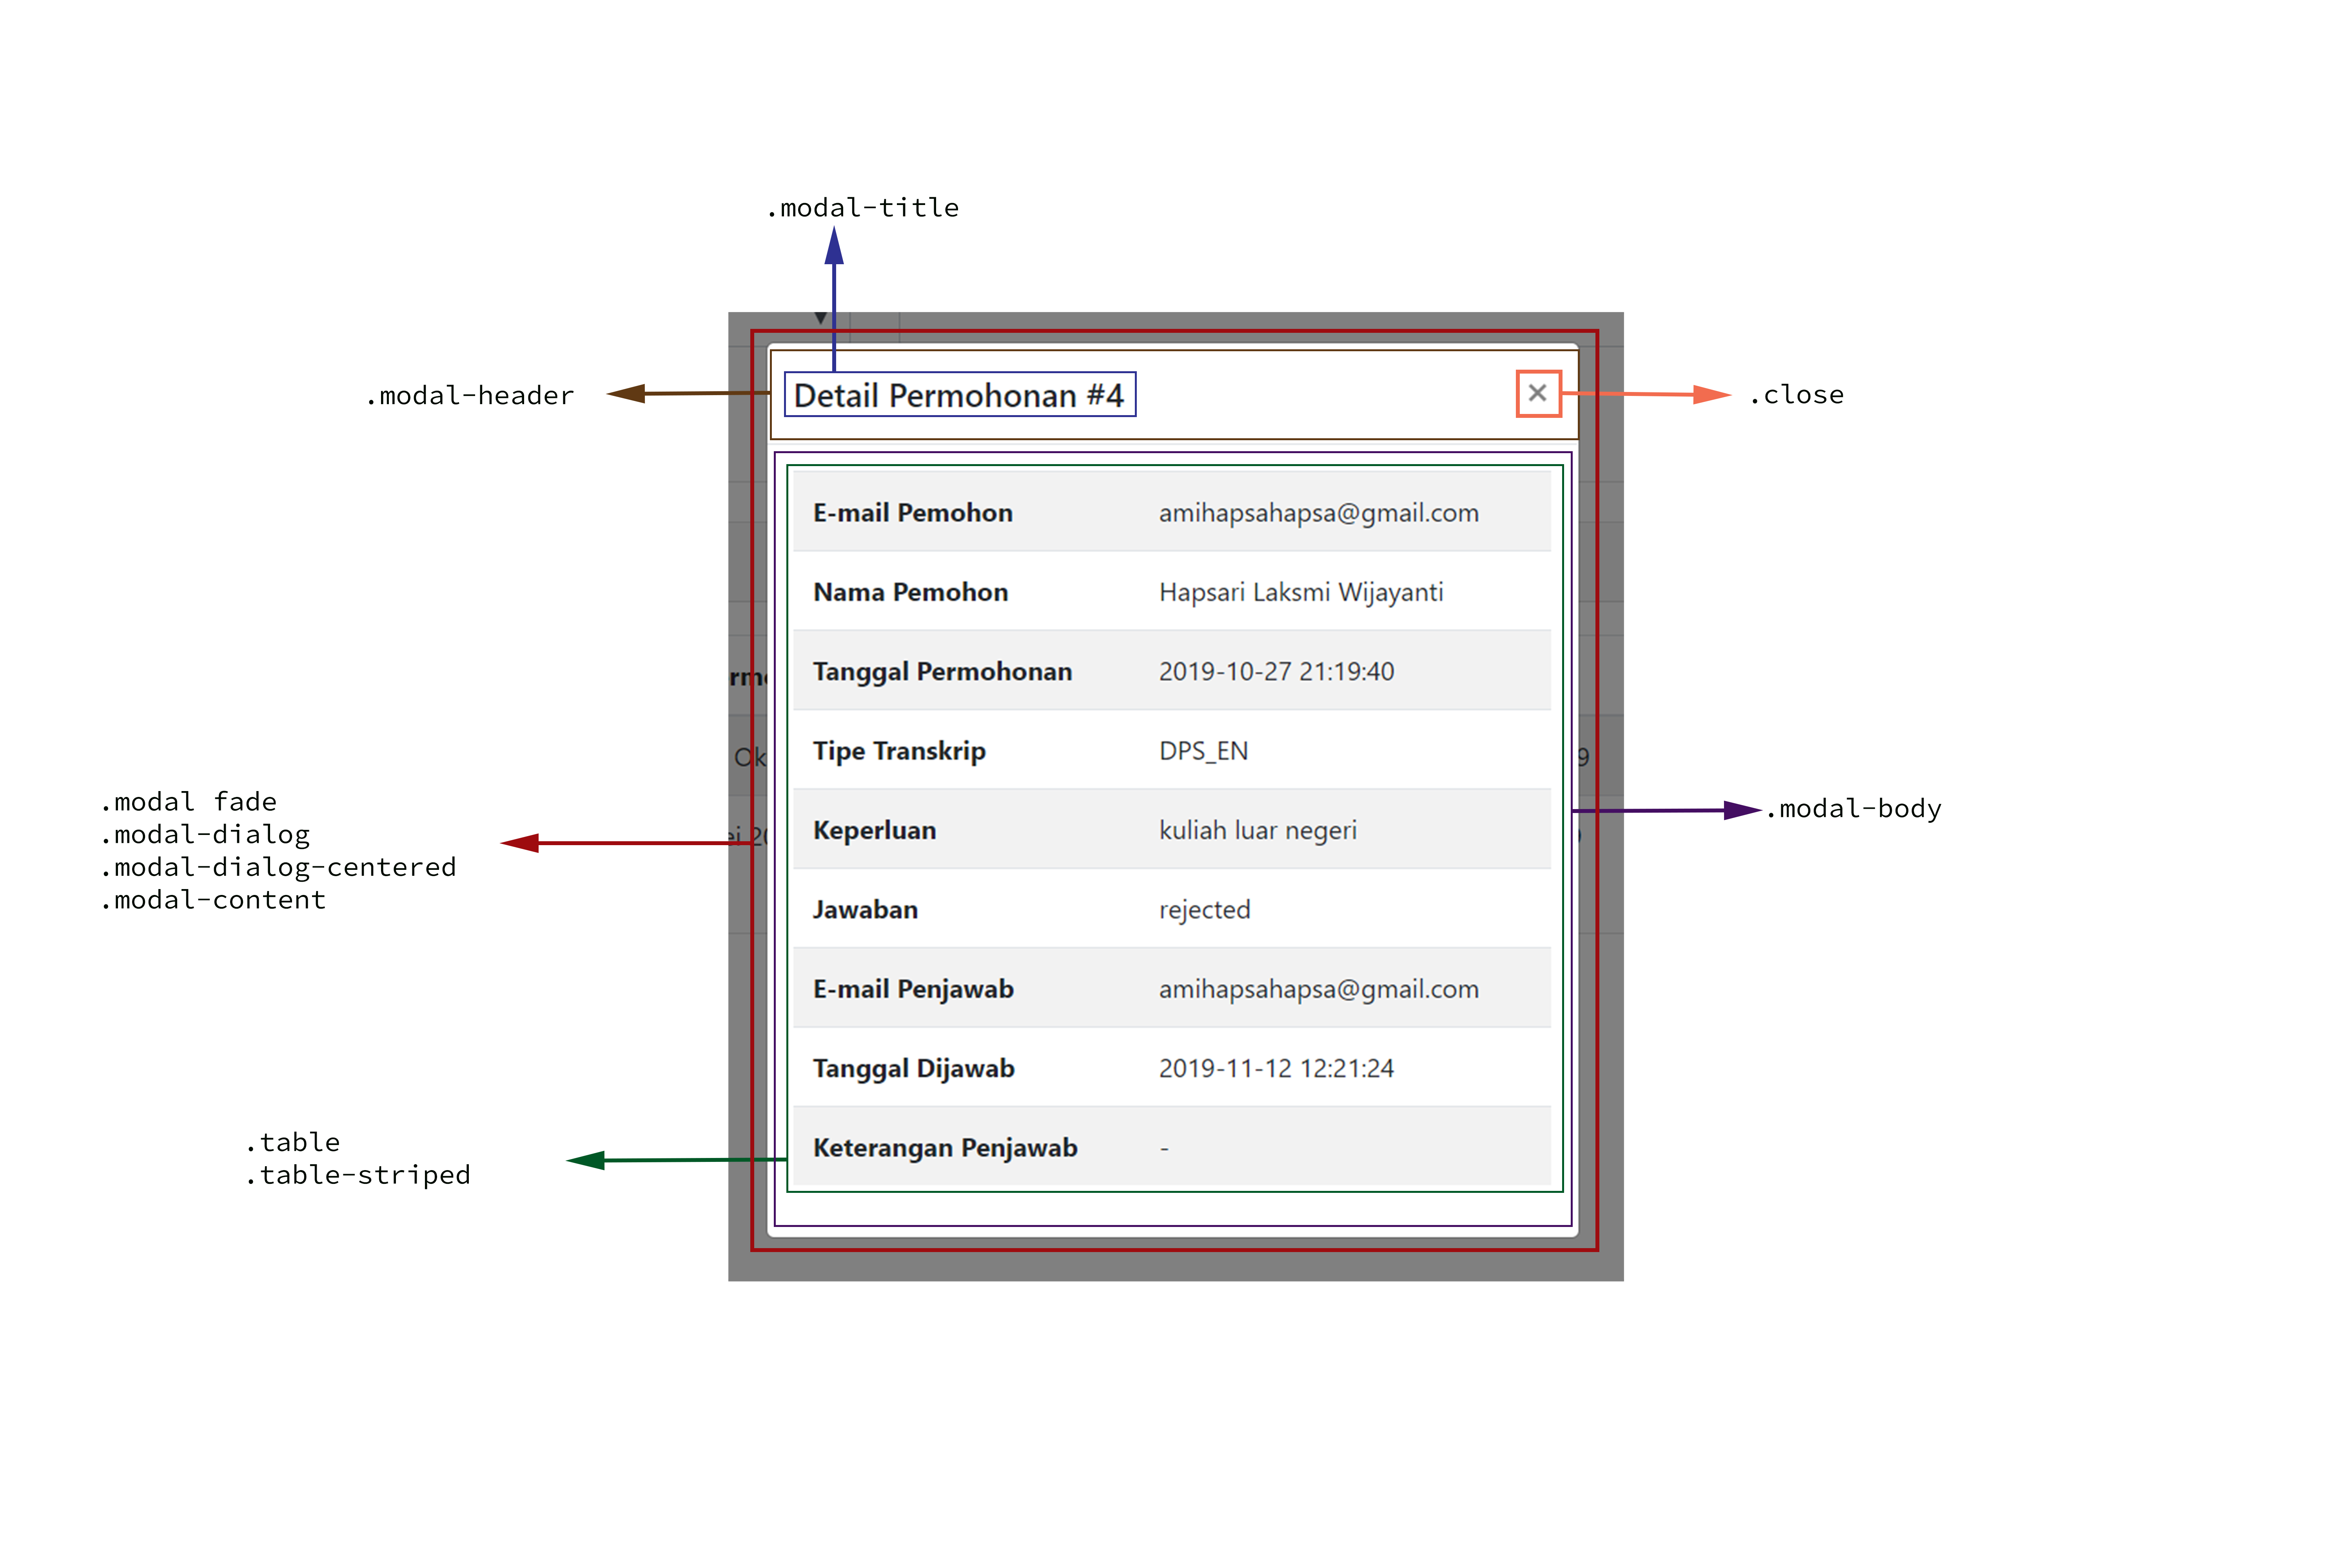 .modal-title
.modal-header
Detail Permohonan #4
×
.close
E-mail Pemohon amihapsahapsa@gmail.com
Nama Pemohon Hapsari Laksmi Wijayanti
Tanggal Permohonan 2019-10-27 21:19:40
Tipe Transkrip DPS_EN
Keperluan kuliah luar negeri
Jawaban rejected
E-mail Penjawab amihapsahapsa@gmail.com
Tanggal Dijawab 2019-11-12 12:21:24
Keterangan Penjawab -
.modal fade
.modal-dialog
.modal-dialog-centered
.modal-content
.modal-body
.table
.table-striped